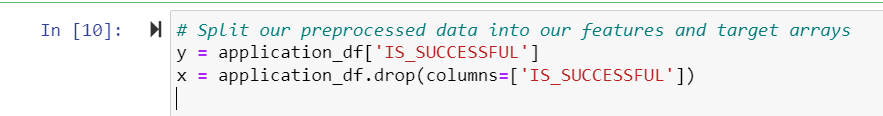 In [10]: # Split our preprocessed data into our features and target arrays
y = application_df['IS_SUCCESSFUL']
x = application_df.drop(columns=['IS_SUCCESSFUL'])